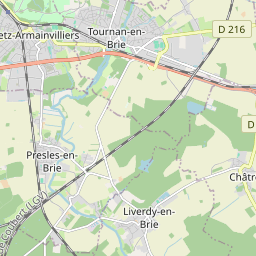 D 216
Tournan-en-
Brie
etz-Armainvilliers
D
Presles-en-
Brie
Châtr
Liverdy-en-
Brie